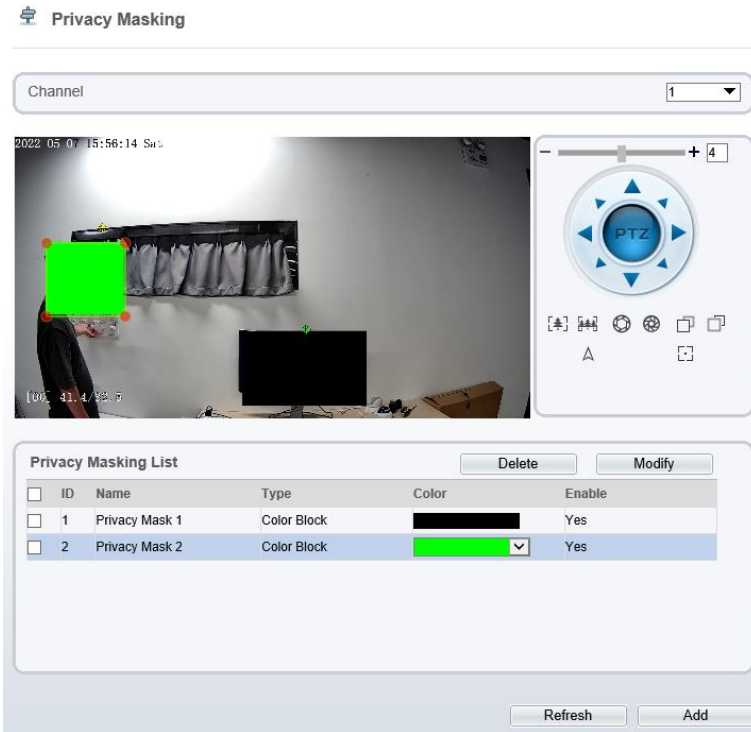 Privacy Masking
Channel
1
2022 05 07 15:56:14 Sat
4
PTZ
Privacy Masking List
Delete
Modify
ID Name Type Color Enable
1 Privacy Mask 1 Color Block Yes
2 Privacy Mask 2 Color Block Yes
Refresh
Add